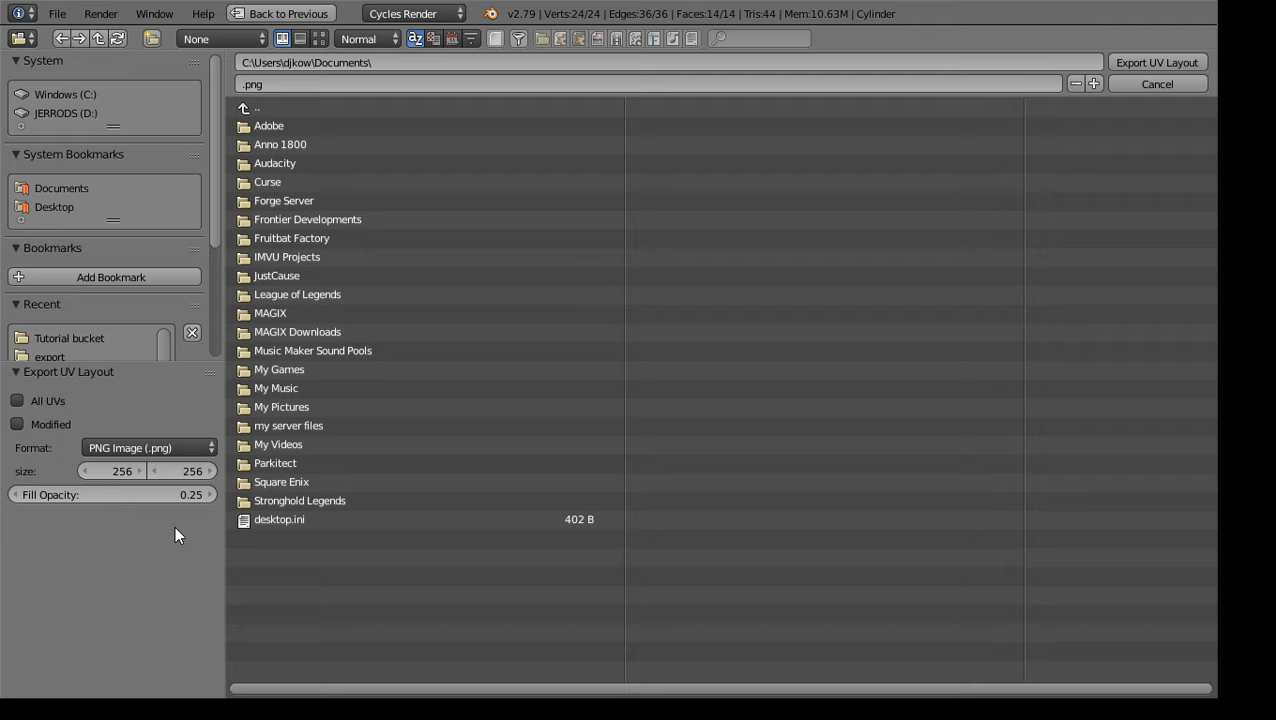 File Render Window Help Back to Previous Cycles Render v2.79 | Verts:24/24 | Edges:36/36 | Faces:14/14 | Tris:44 | Mem:10.63M | Cylinder
None Normal az
System
Windows (C:)
JERRODS (D:)
System Bookmarks
Documents
Desktop
Bookmarks
Add Bookmark
Recent
Tutorial bucket
export
Export UV Layout
All UVs
Modified
Format: PNG Image (.png)
size: 256 256
Fill Opacity: 0.25
C:\Users\djkow\Documents\ Export UV Layout
.png Cancel
..
Adobe
Anno 1800
Audacity
Curse
Forge Server
Frontier Developments
Fruitbat Factory
IMVU Projects
JustCause
League of Legends
MAGIX
MAGIX Downloads
Music Maker Sound Pools
My Games
My Music
My Pictures
my server files
My Videos
Parkitect
Square Enix
Stronghold Legends
desktop.ini 402 B